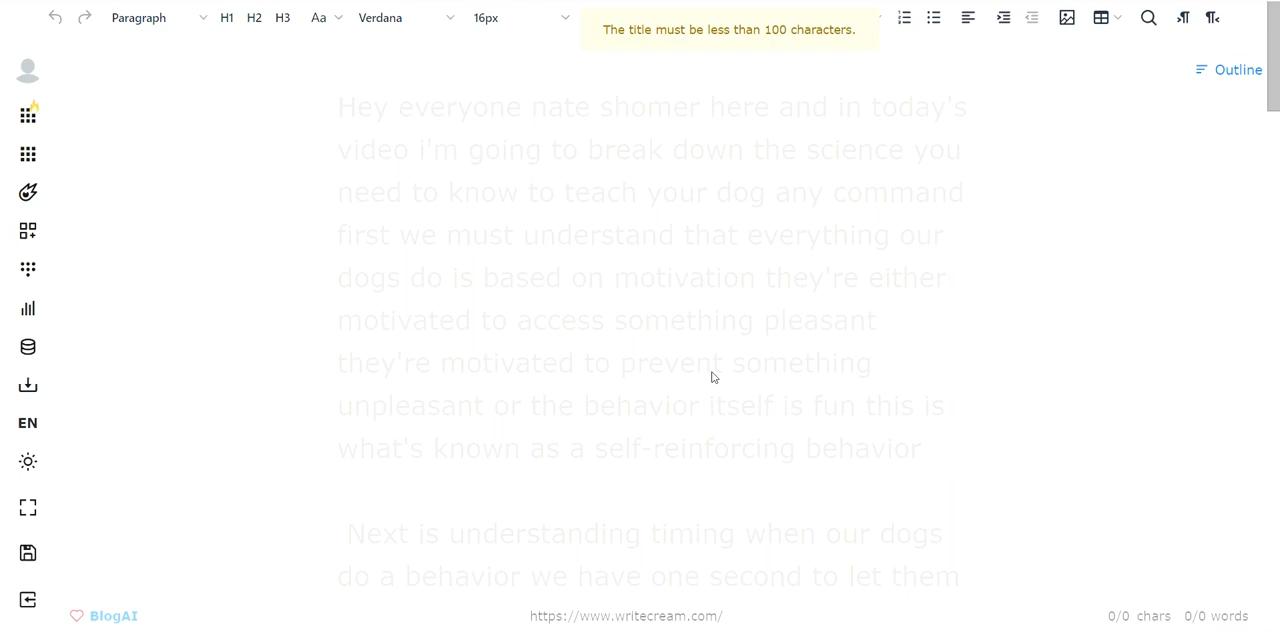 Paragraph H1 H2 H3 Aa Verdana 16px
The title must be less than 100 characters.
Outline
Hey everyone nate shomer here and in today's
video i'm going to break down the science you
need to know to teach your dog any command
first we must understand that everything our
dogs do is based on motivation they're either
motivated to access something pleasant
they're motivated to prevent something
unpleasant or the behavior itself is fun this is
what's known as a self-reinforcing behavior
Next is understanding timing when our dogs
do a behavior we have one second to let them
EN
BlogAI
https://www.writecream.com/
0/0 chars 0/0 words